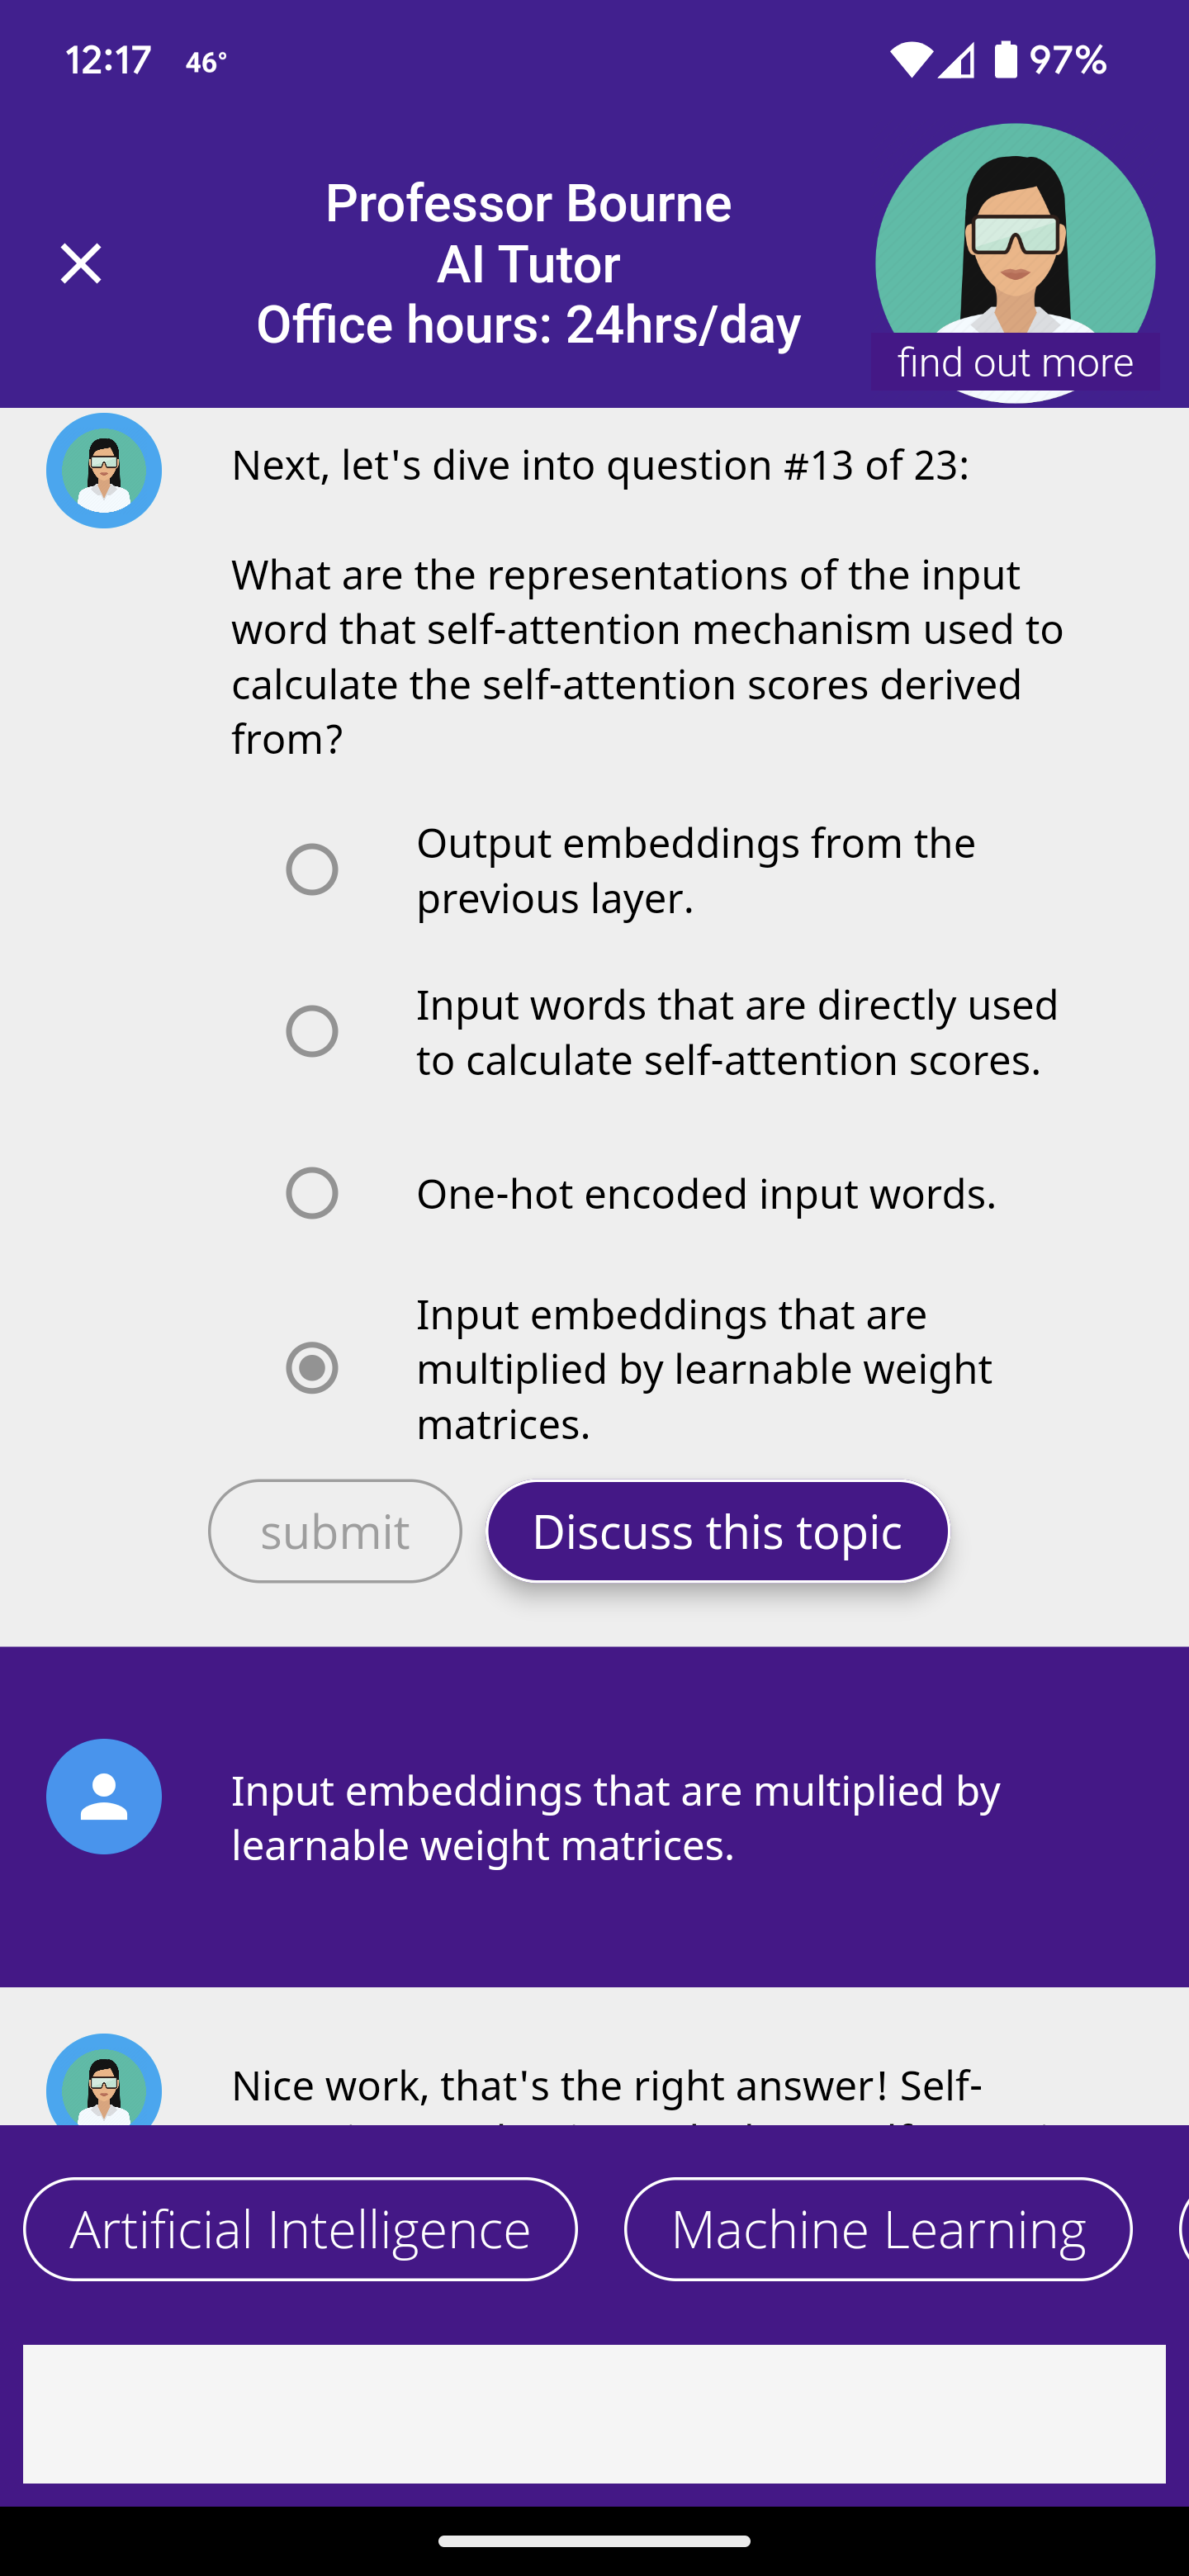 12:17 46° 97%
Professor Bourne
AI Tutor
Office hours: 24hrs/day
find out more
Next, let's dive into question #13 of 23:
What are the representations of the input
word that self-attention mechanism used to
calculate the self-attention scores derived
from?
Output embeddings from the
previous layer.
Input words that are directly used
to calculate self-attention scores.
One-hot encoded input words.
Input embeddings that are
multiplied by learnable weight
matrices.
submit Discuss this topic
Input embeddings that are multiplied by
learnable weight matrices.
Nice work, that's the right answer! Self-
Artificial Intelligence Machine Learning